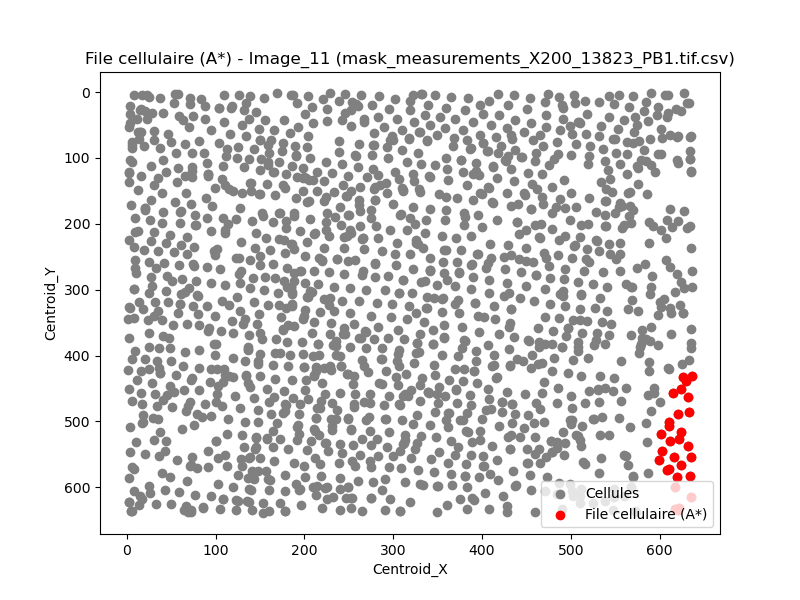 File cellulaire (A*) - Image_11 (mask_measurements_X200_13823_PB1.tif.csv)
Centroid_Y
0
100
200
300
400
500
600
Cellules
File cellulaire (A*)
0 100 200 300 400 500 600
Centroid_X